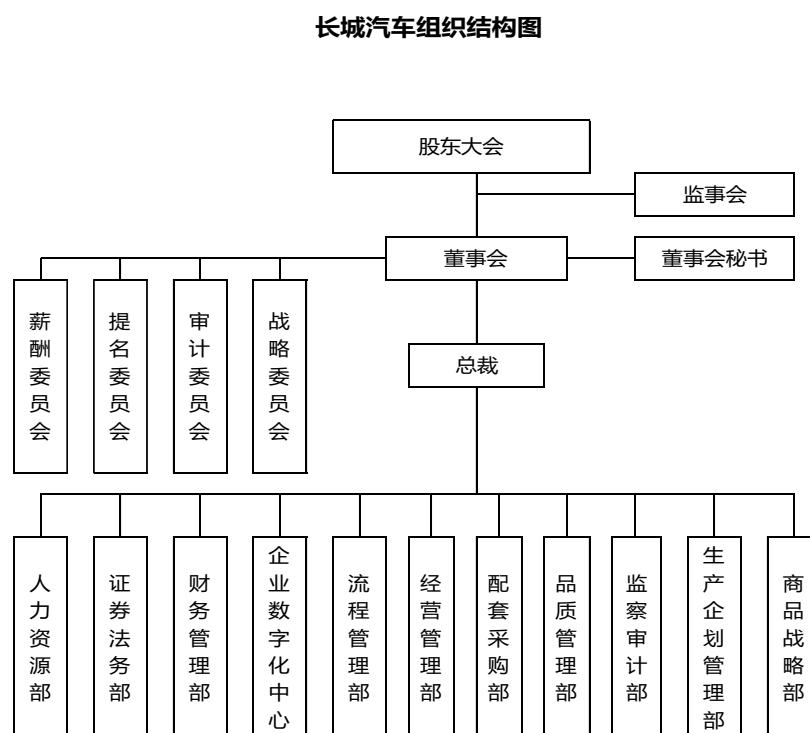 长城汽车组织结构图
股东大会
监事会
董事会
董事会秘书
薪酬委员会
提名委员会
审计委员会
战略委员会
总裁
人力资源部
证券法务部
财务管理部
企业数字化中心
流程管理部
经营管理部
配套采购部
品质管理部
监察审计部
生产企划管理部
商品战略部